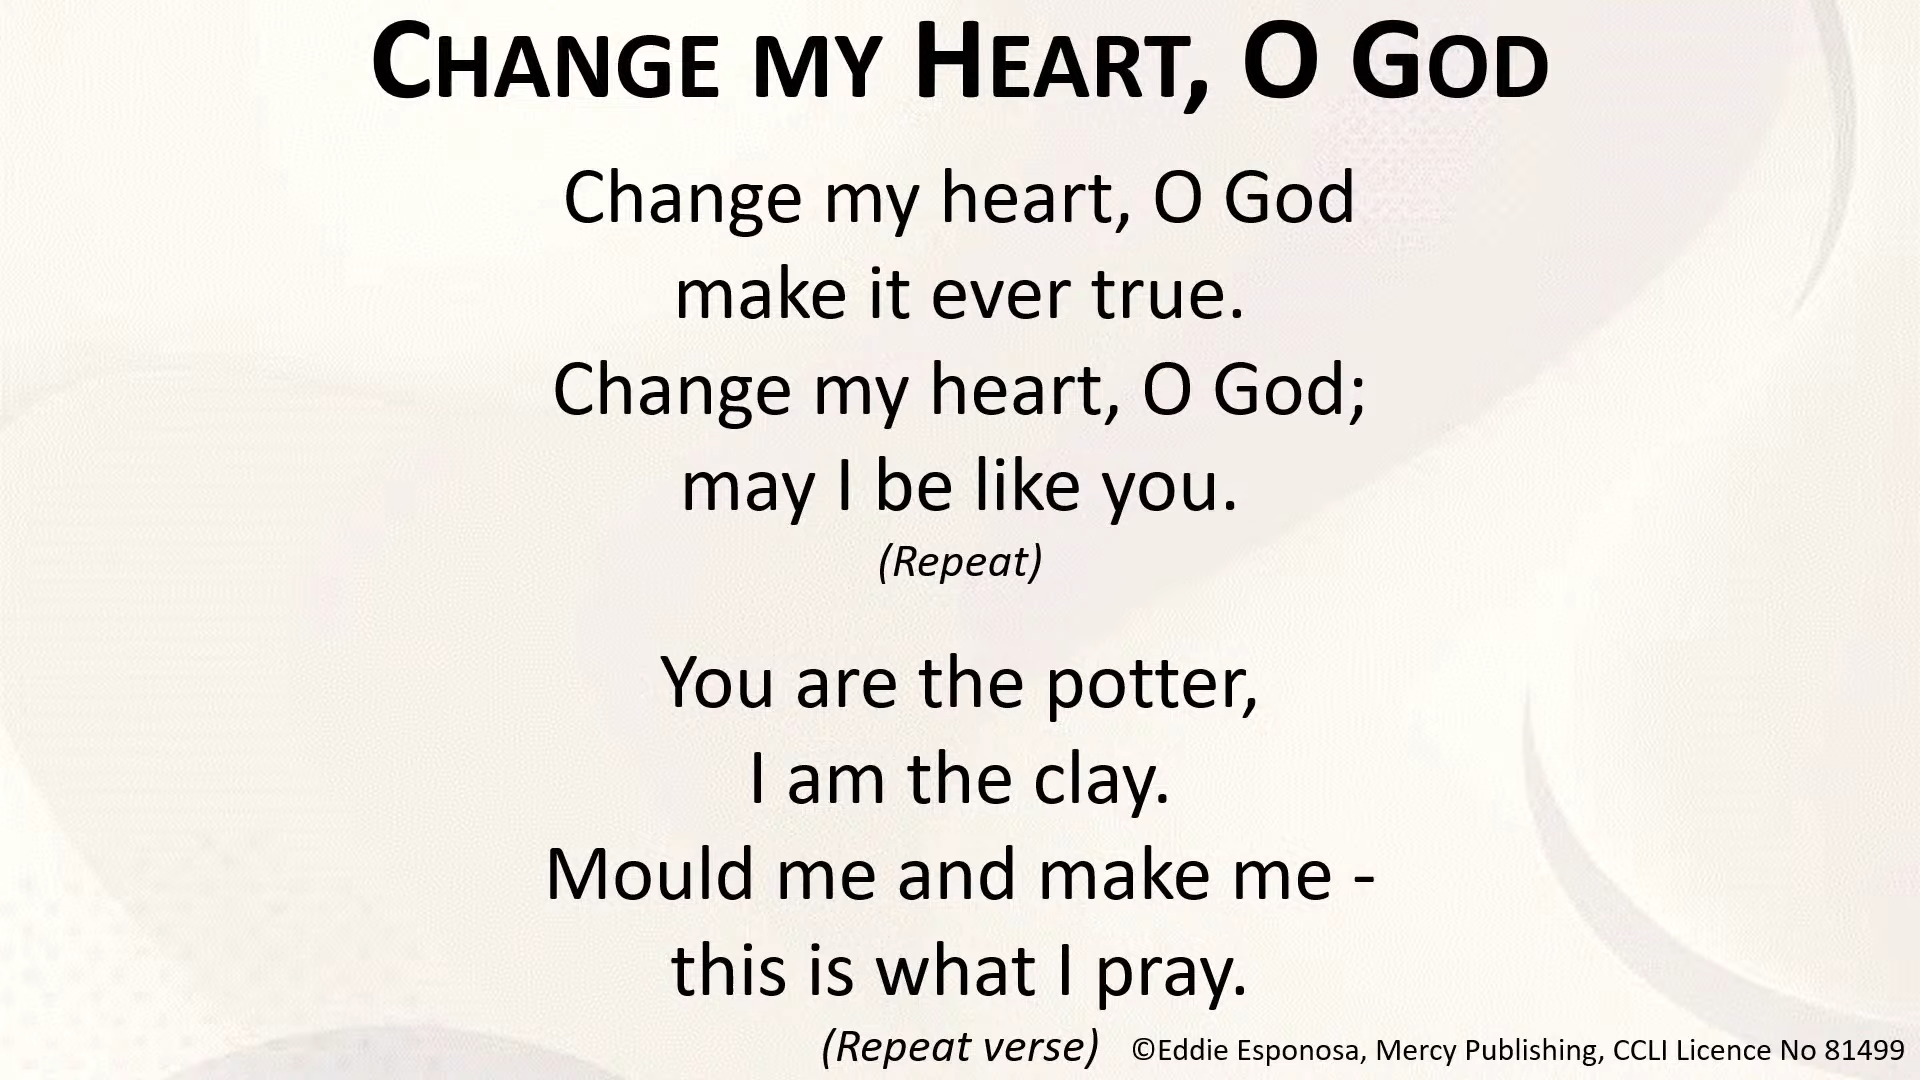 CHANGE MY HEART, O GOD
Change my heart, O God
make it ever true.
Change my heart, O God;
may I be like you.
(Repeat)
You are the potter,
I am the clay.
Mould me and make me -
this is what I pray.
(Repeat verse) ©Eddie Esponosa, Mercy Publishing, CCLI Licence No 81499